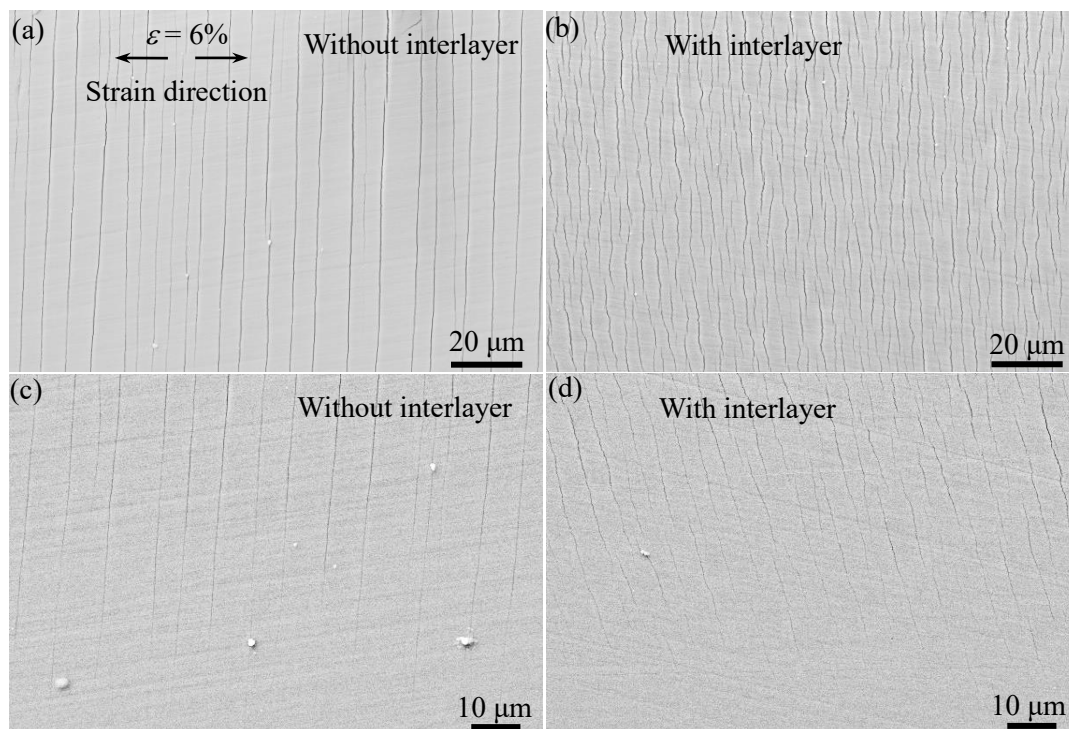 (a)
ε = 6%
Strain direction
Without interlayer
20 μm
(b)
With interlayer
20 μm
(c)
Without interlayer
10 μm
(d)
With interlayer
10 μm